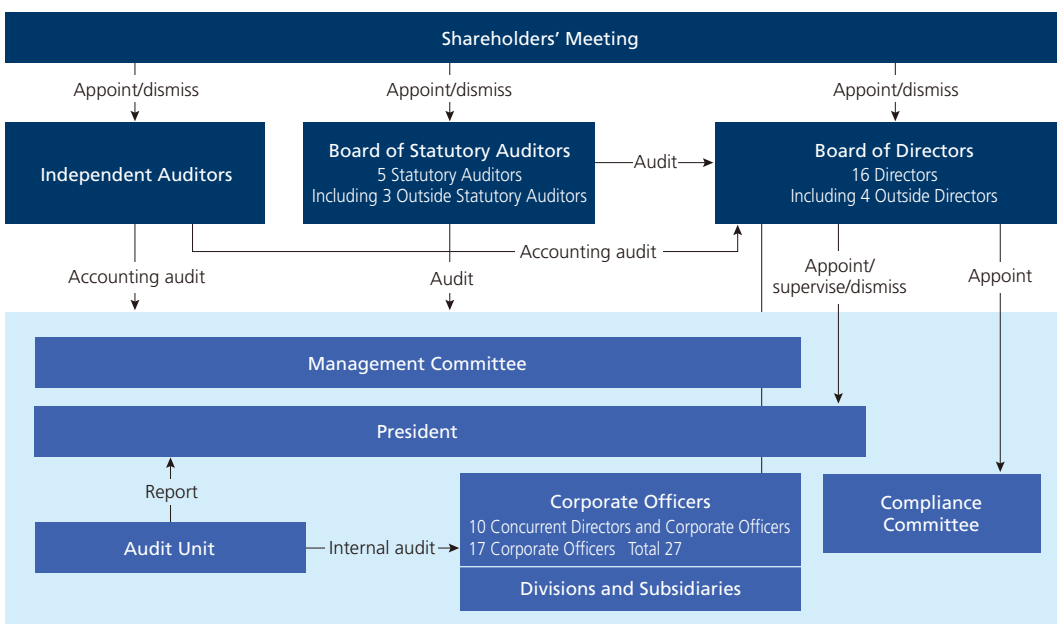 Shareholders’ Meeting
Appoint/dismiss
Appoint/dismiss
Appoint/dismiss
Independent Auditors
Board of Statutory Auditors
5 Statutory Auditors
Including 3 Outside Statutory Auditors
Audit
Board of Directors
16 Directors
Including 4 Outside Directors
Accounting audit
Accounting audit
Audit
Appoint/
supervise/dismiss
Appoint
Management Committee
President
Report
Audit Unit
Internal audit
Corporate Officers
10 Concurrent Directors and Corporate Officers
17 Corporate Officers Total 27
Divisions and Subsidiaries
Compliance
Committee